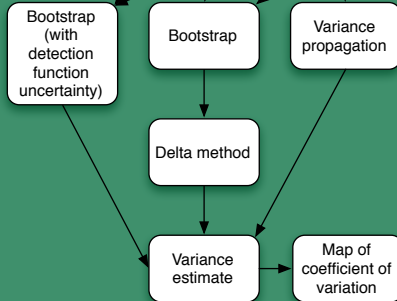 Bootstrap
(with
detection
function
uncertainty)
Bootstrap
Variance
propagation
Delta method
Variance
estimate
Map of
coefficient of
variation